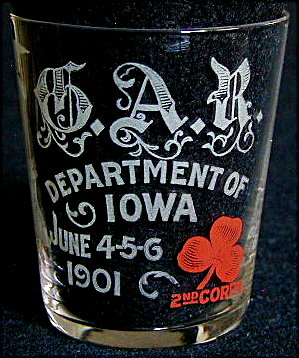 G.A.R.
DEPARTMENT OF
IOWA
JUNE 4-5-6
1901
2ND CORPS